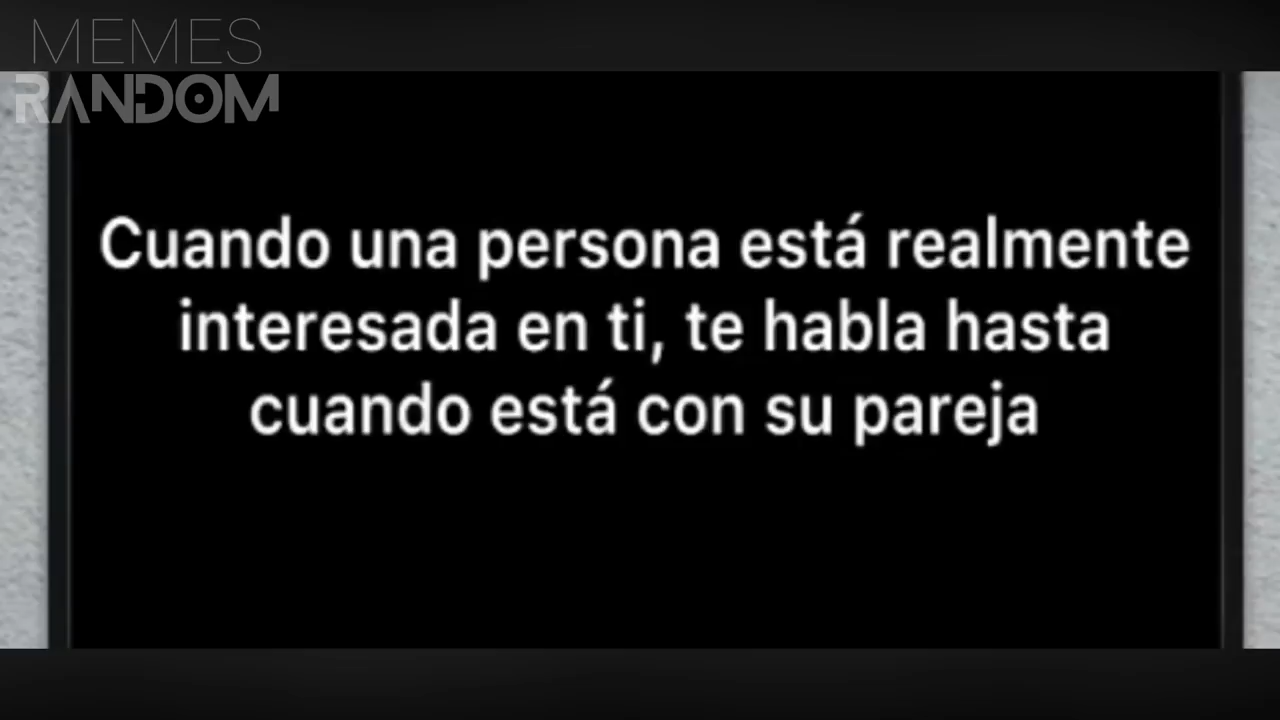 MEMES
RANDOM
Cuando una persona está realmente
interesada en ti, te habla hasta
cuando está con su pareja